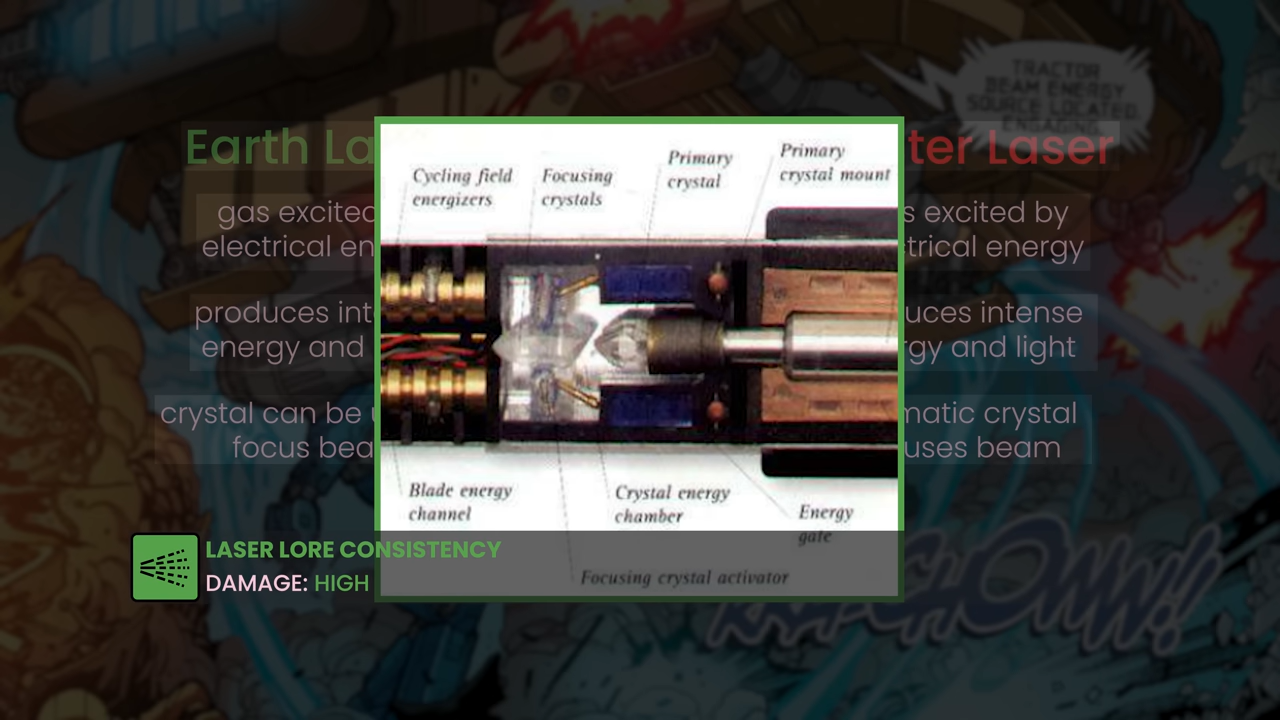 TRACTOR
BEAM ENERGY
SOURCE LOCATED.
Earth La
ter Laser
gas excited
electrical en
s excited by
ctrical energy
produces int
energy and
uces intense
rgy and light
crystal can be u
focus bea
matic crystal
uses beam
Cycling field
energizers
Focusing
crystals
Primary
crystal
Primary
crystal mount
Blade energy
channel
Crystal energy
chamber
Energy
gate
Focusing crystal activator
LASER LORE CONSISTENCY
DAMAGE: HIGH